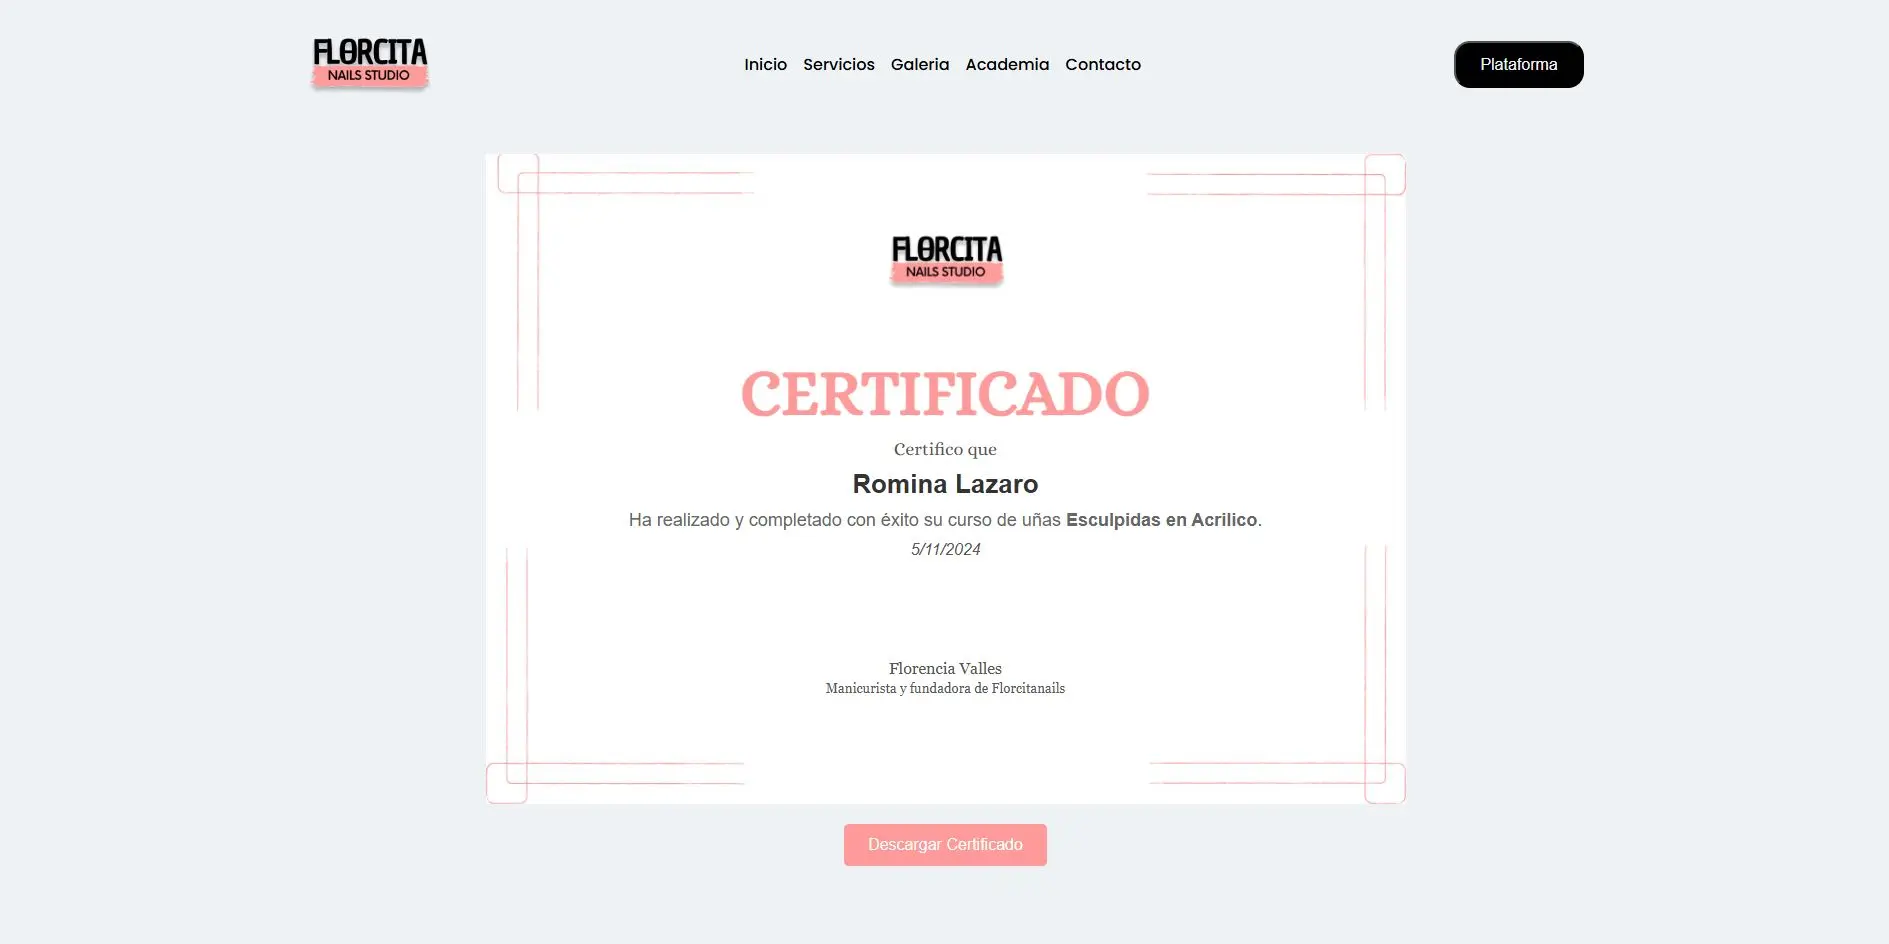 FLORCITA
NAILS STUDIO
Inicio Servicios Galeria Academia Contacto
Plataforma
FLORCITA
NAILS STUDIO
CERTIFICADO
Certifico que
Romina Lazaro
Ha realizado y completado con éxito su curso de uñas Esculpidas en Acrilico.
5/11/2024
Florencia Valles
Manicurista y fundadora de Florcitanails
Descargar Certificado